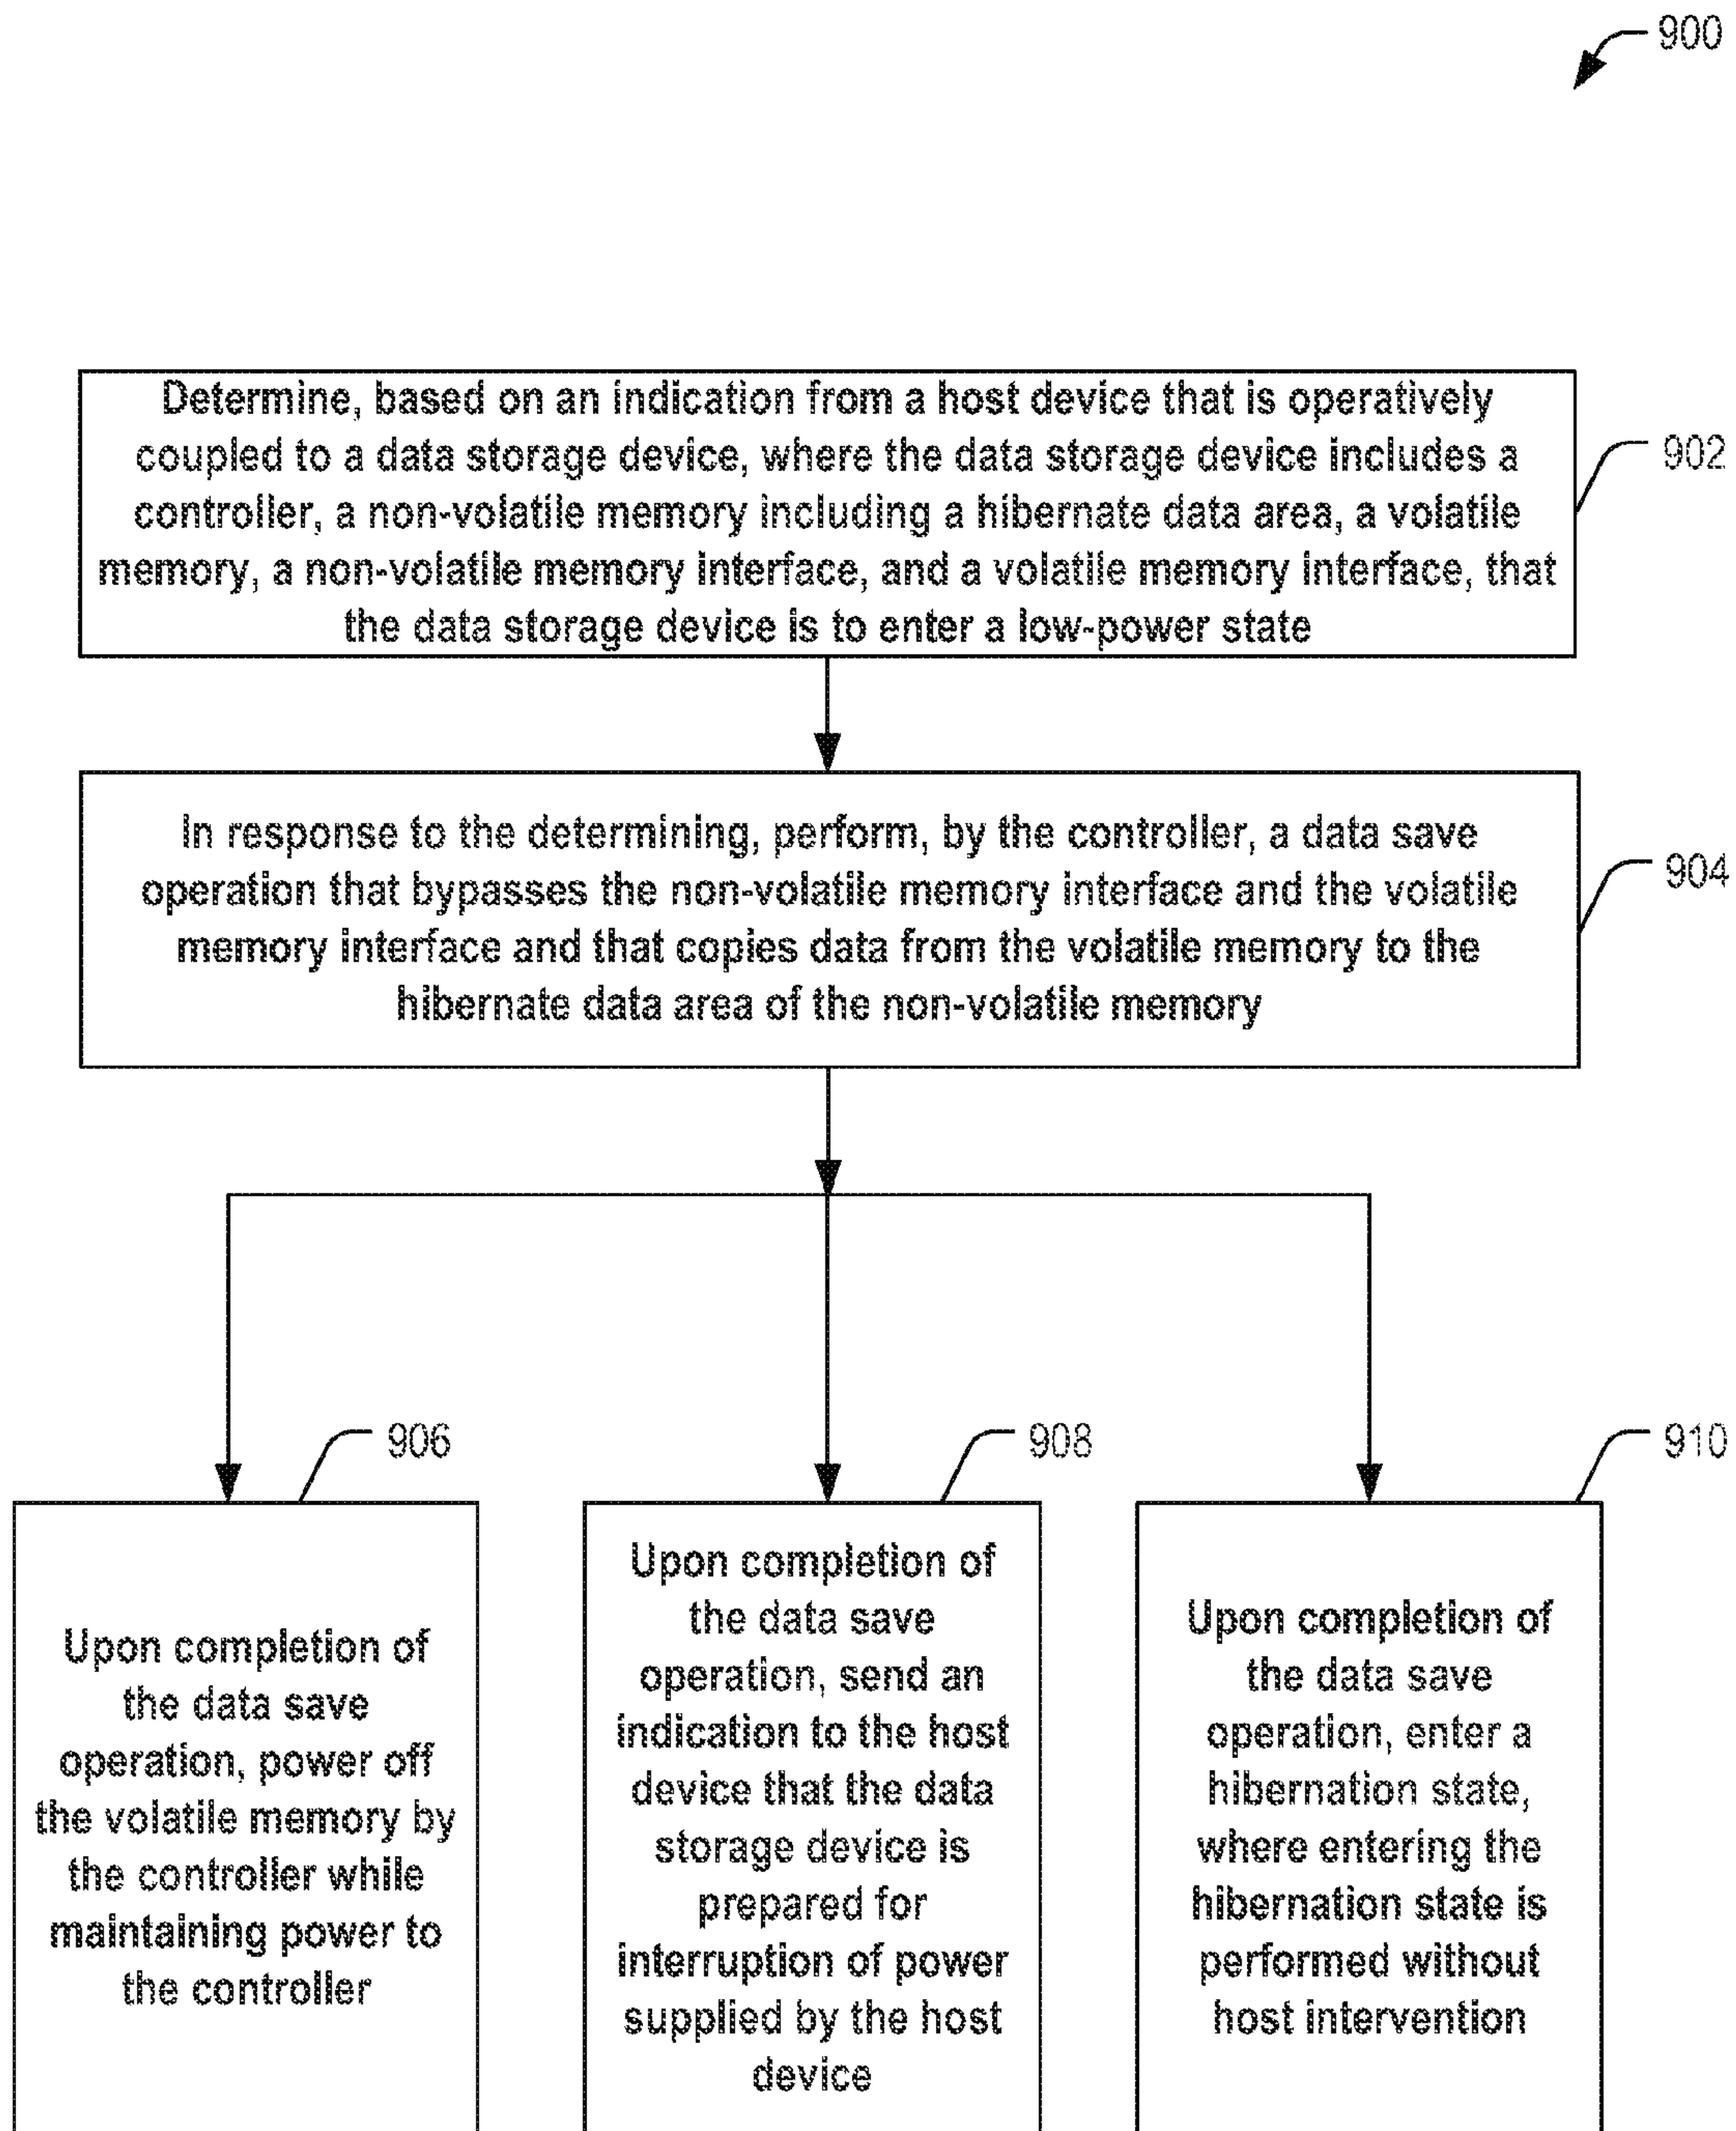 900
Determine, based on an indication from a host device that is operatively
coupled to a data storage device, where the data storage device includes a
controller, a non-volatile memory including a hibernate data area, a volatile
memory, a non-volatile memory interface, and a volatile memory interface, that
the data storage device is to enter a low-power state
902
In response to the determining, perform, by the controller, a data save
operation that bypasses the non-volatile memory interface and the volatile
memory interface and that copies data from the volatile memory to the
hibernate data area of the non-volatile memory
904
906
Upon completion of
the data save
operation, power off
the volatile memory by
the controller while
maintaining power to
the controller
908
Upon completion of
the data save
operation, send an
indication to the host
device that the data
storage device is
prepared for
interruption of power
supplied by the host
device
910
Upon completion of
the data save
operation, enter a
hibernation state,
where entering the
hibernation state is
performed without
host intervention